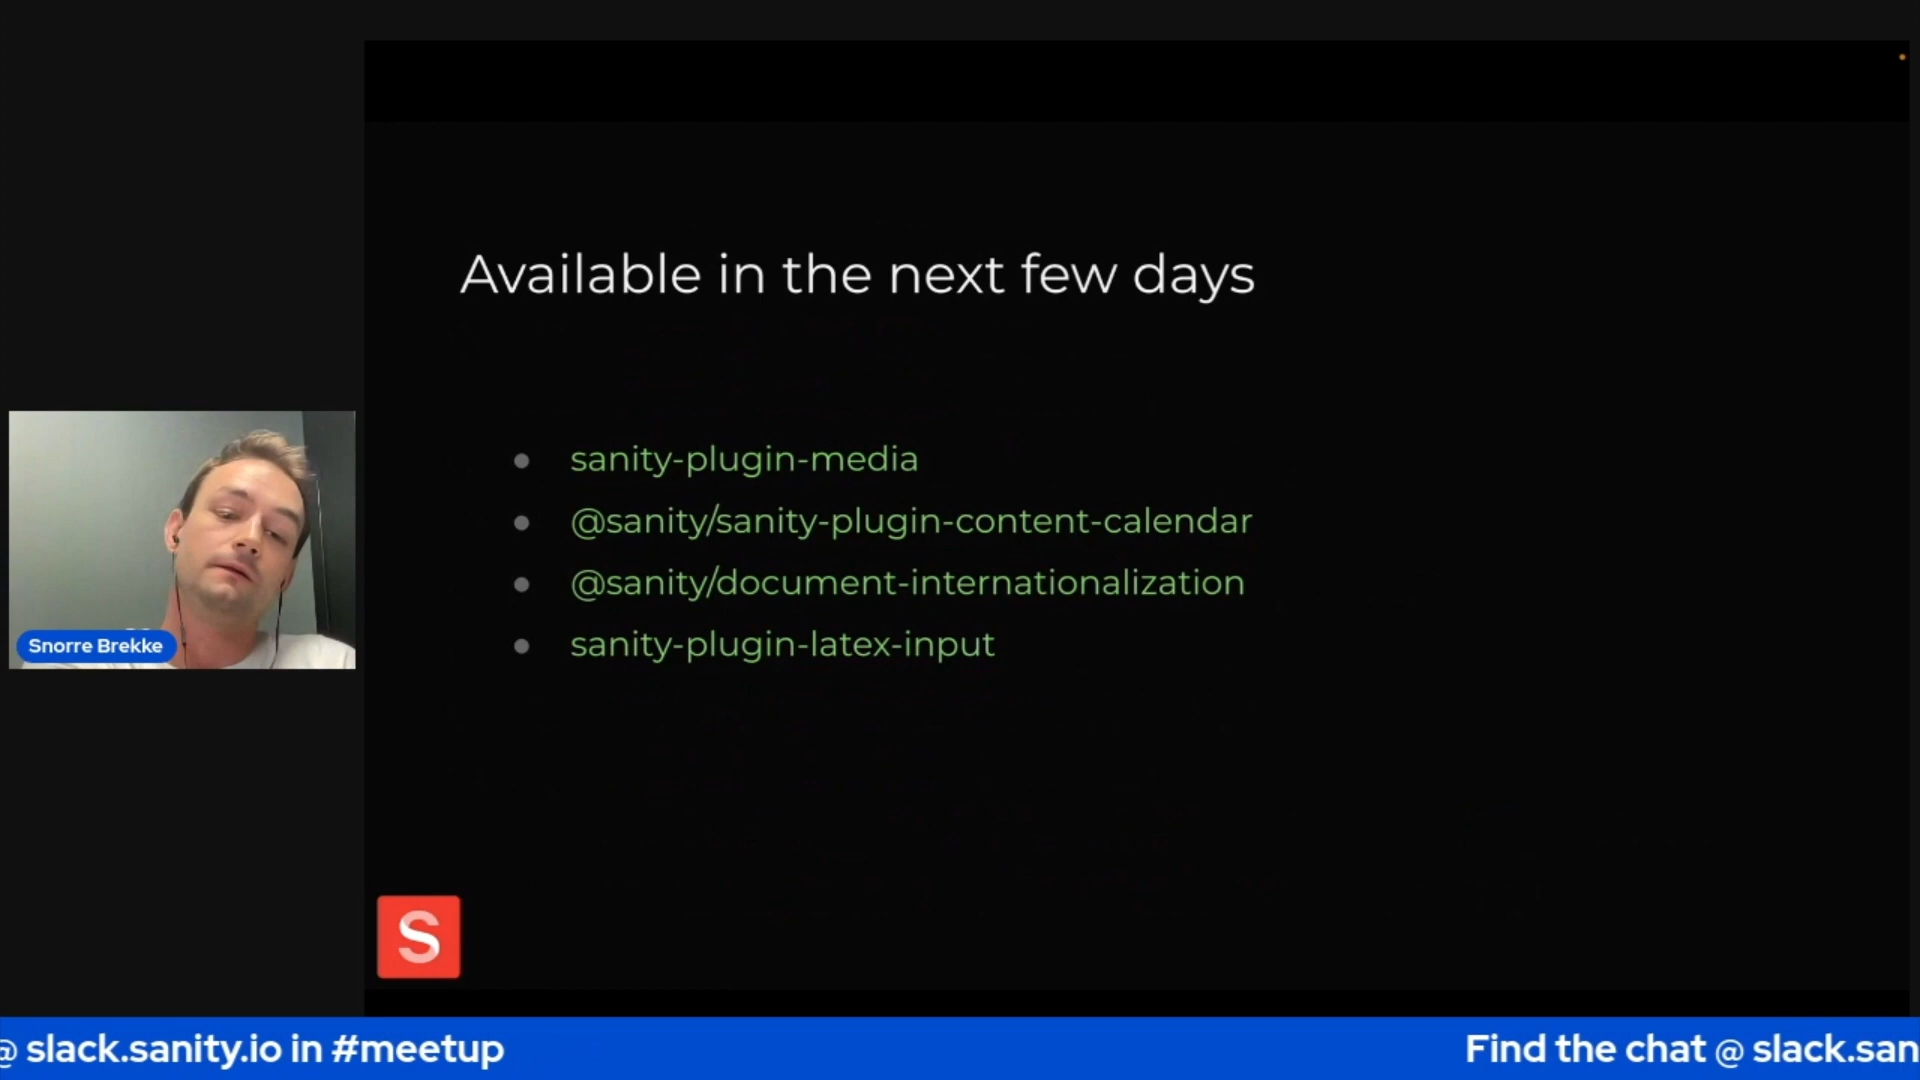 Available in the next few days
sanity-plugin-media
@sanity/sanity-plugin-content-calendar
@sanity/document-internationalization
sanity-plugin-latex-input
Snorre Brekke
S
@ slack.sanity.io in #meetup
Find the chat @ slack.san